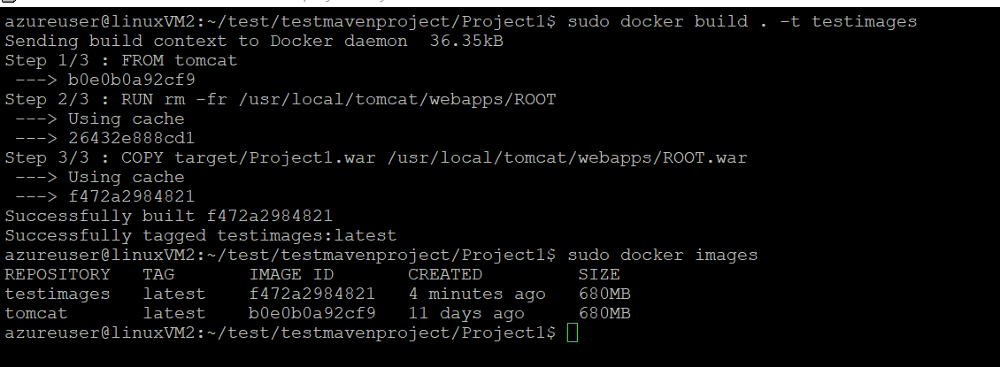 azureuser@linuxVM2:~/test/testmavenproject/Project1$ sudo docker build . -t testimages
Sending build context to Docker daemon  36.35kB
Step 1/3 : FROM tomcat
 ---> b0e0b0a92cf9
Step 2/3 : RUN rm -fr /usr/local/tomcat/webapps/ROOT
 ---> Using cache
 ---> 26432e888cd1
Step 3/3 : COPY target/Project1.war /usr/local/tomcat/webapps/ROOT.war
 ---> Using cache
 ---> f472a2984821
Successfully built f472a2984821
Successfully tagged testimages:latest
azureuser@linuxVM2:~/test/testmavenproject/Project1$ sudo docker images
REPOSITORY   TAG       IMAGE ID       CREATED         SIZE
testimages   latest    f472a2984821   4 minutes ago   680MB
tomcat       latest    b0e0b0a92cf9   11 days ago     680MB
azureuser@linuxVM2:~/test/testmavenproject/Project1$